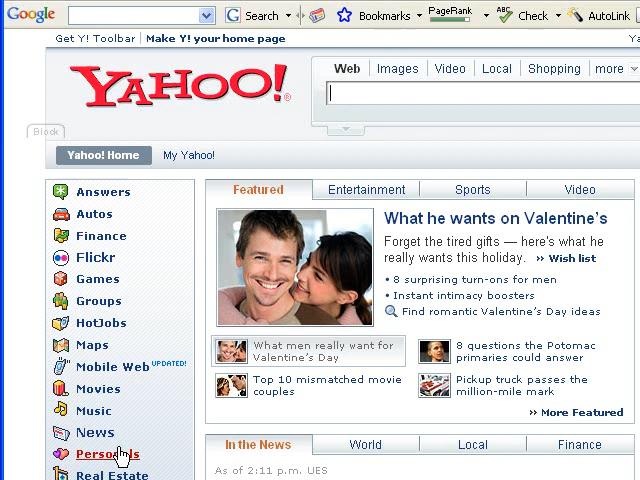 Google Search Bookmarks PageRank ABC Check AutoLink
Get Y! Toolbar Make Y! your home page Ya
YAHOO!®
Web Images Video Local Shopping more
Block
Yahoo! Home My Yahoo!
Answers
Autos
Finance
Flickr
Games
Groups
HotJobs
Maps
Mobile Web UPDATED!
Movies
Music
News
Real Estate
Featured Entertainment Sports Video
What he wants on Valentine's
Forget the tired gifts — here's what he
really wants this holiday. ›› Wish list
• 8 surprising turn-ons for men
• Instant intimacy boosters
Find romantic Valentine's Day ideas
What men really want for
Valentine's Day
8 questions the Potomac
primaries could answer
Top 10 mismatched movie
couples
Pickup truck passes the
million-mile mark
›› More Featured
In the News World Local Finance
As of 2:11 p.m. UES